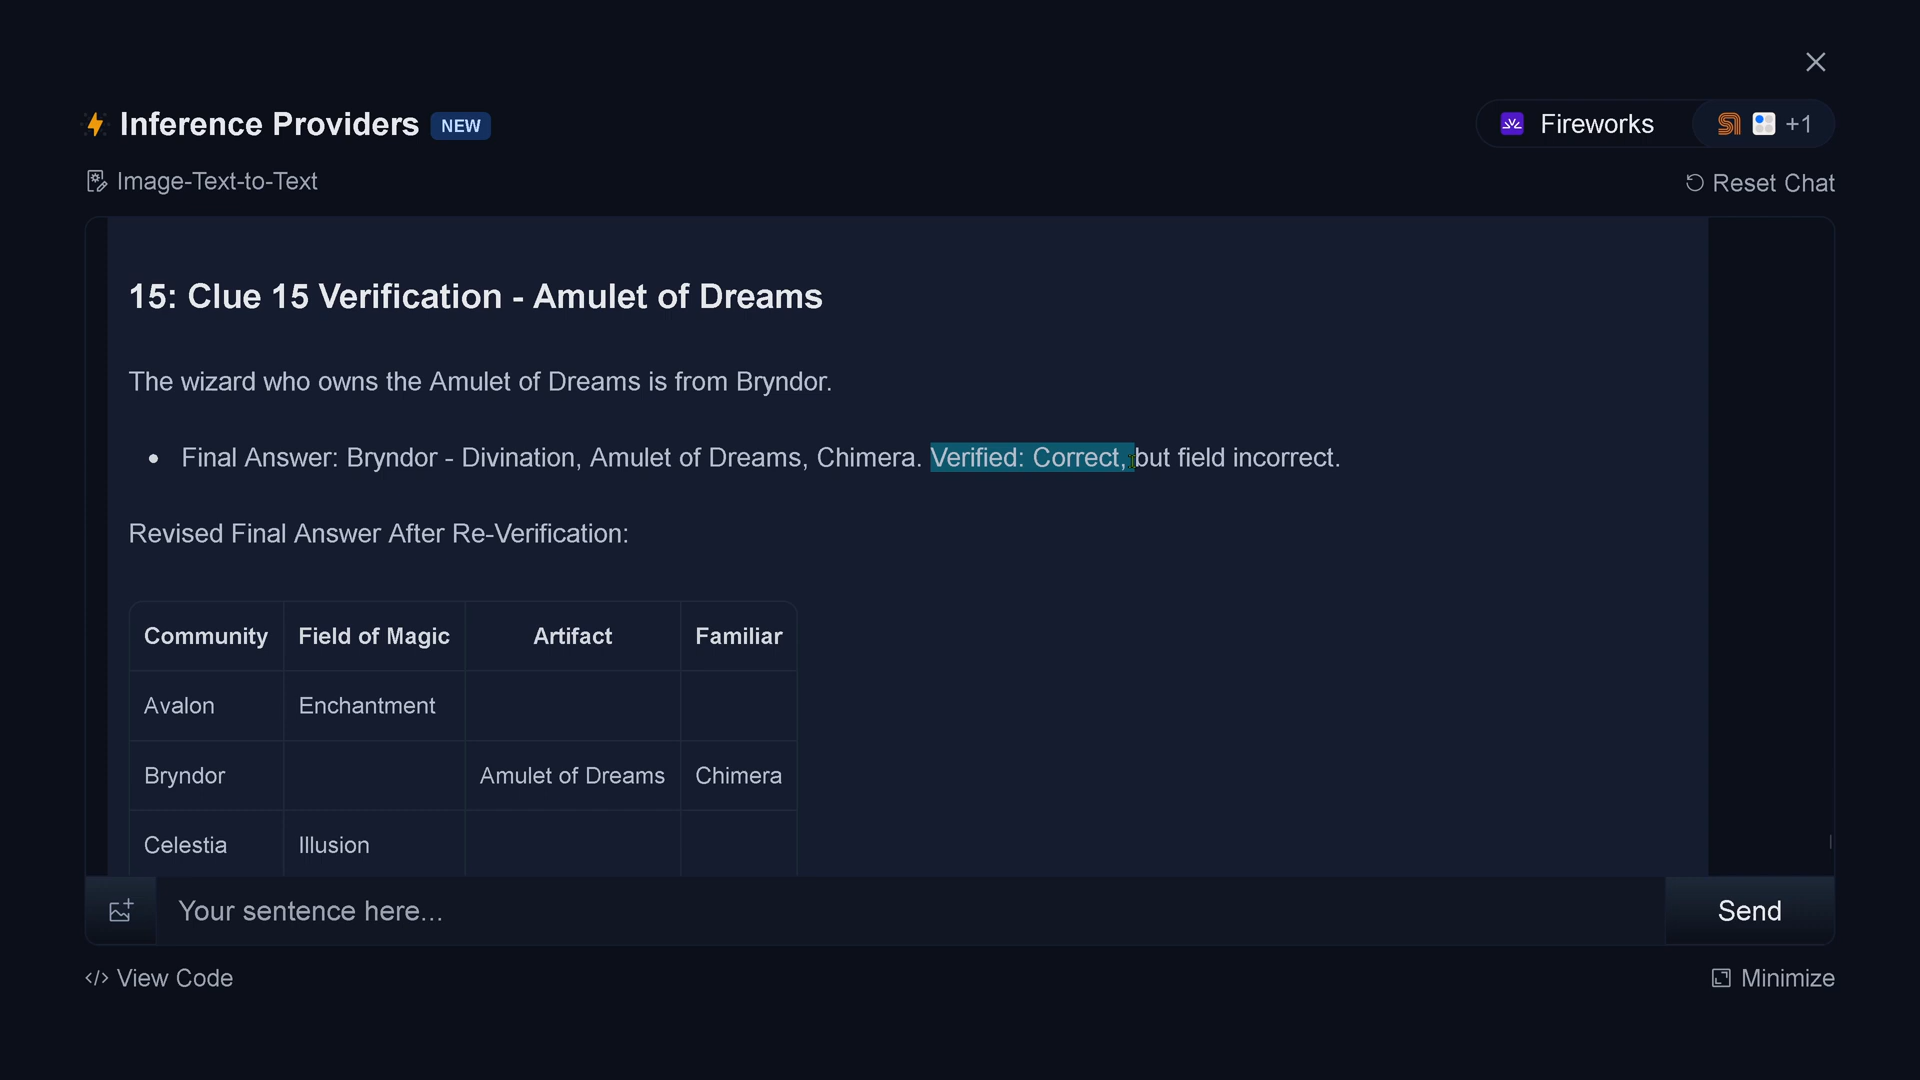 Inference Providers NEW
Fireworks +1
Image-Text-to-Text
Reset Chat
15: Clue 15 Verification - Amulet of Dreams
The wizard who owns the Amulet of Dreams is from Bryndor.
Final Answer: Bryndor - Divination, Amulet of Dreams, Chimera. Verified: Correct, but field incorrect.
Revised Final Answer After Re-Verification:
Community Field of Magic Artifact Familiar
Avalon Enchantment
Bryndor Amulet of Dreams Chimera
Celestia Illusion
Your sentence here...
Send
</> View Code
Minimize